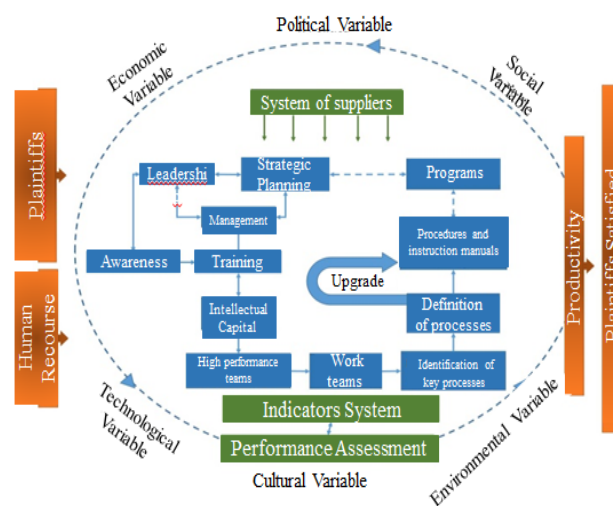 Political Variable
Economic
Variable
Social
Variable
System of suppliers
Plaintiffs
Leadershi
Strategic
Planning
Programs
Management
Procedures and
instruction manuals
Awareness
Training
Upgrade
Intellectual
Capital
Definition
of processes
High performance
teams
Work
teams
Identification of
key processes
Human
Recourse
Productivity
Plaintiffs Satisfied
Indicators System
Performance Assessment
Technological
Variable
Environmental Variable
Cultural Variable